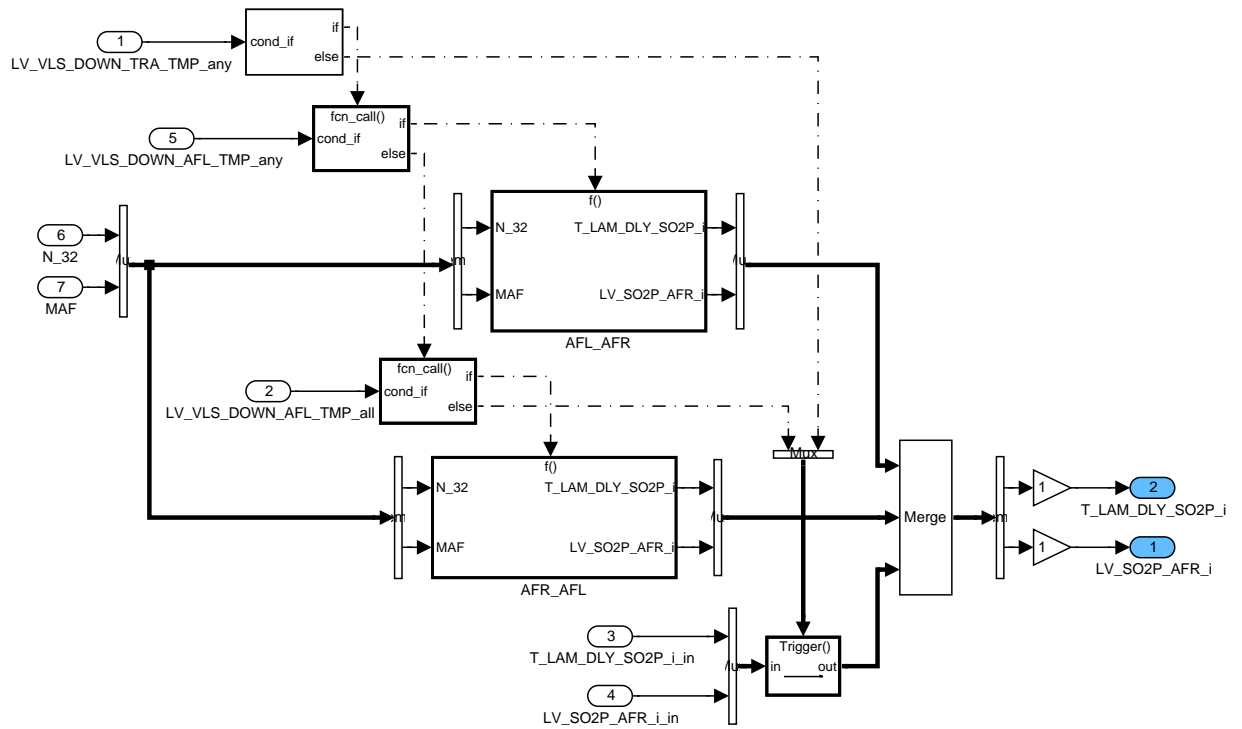 1
cond_if
if
else
LV_VLS_DOWN_TRA_TMP_any
5
fcn_call()
cond_if
if
else
LV_VLS_DOWN_AFL_TMP_any
6
N_32
7
MAF
f()
N_32
T_LAM_DLY_SO2P_i
MAF
LV_SO2P_AFR_i
AFL_AFR
2
fcn_call()
cond_if
if
else
LV_VLS_DOWN_AFL_TMP_all
Mux
f()
N_32
T_LAM_DLY_SO2P_i
MAF
LV_SO2P_AFR_i
AFR_AFL
Merge
1
2
T_LAM_DLY_SO2P_i
1
1
LV_SO2P_AFR_i
3
T_LAM_DLY_SO2P_i_in
4
LV_SO2P_AFR_i_in
Trigger()
in
out